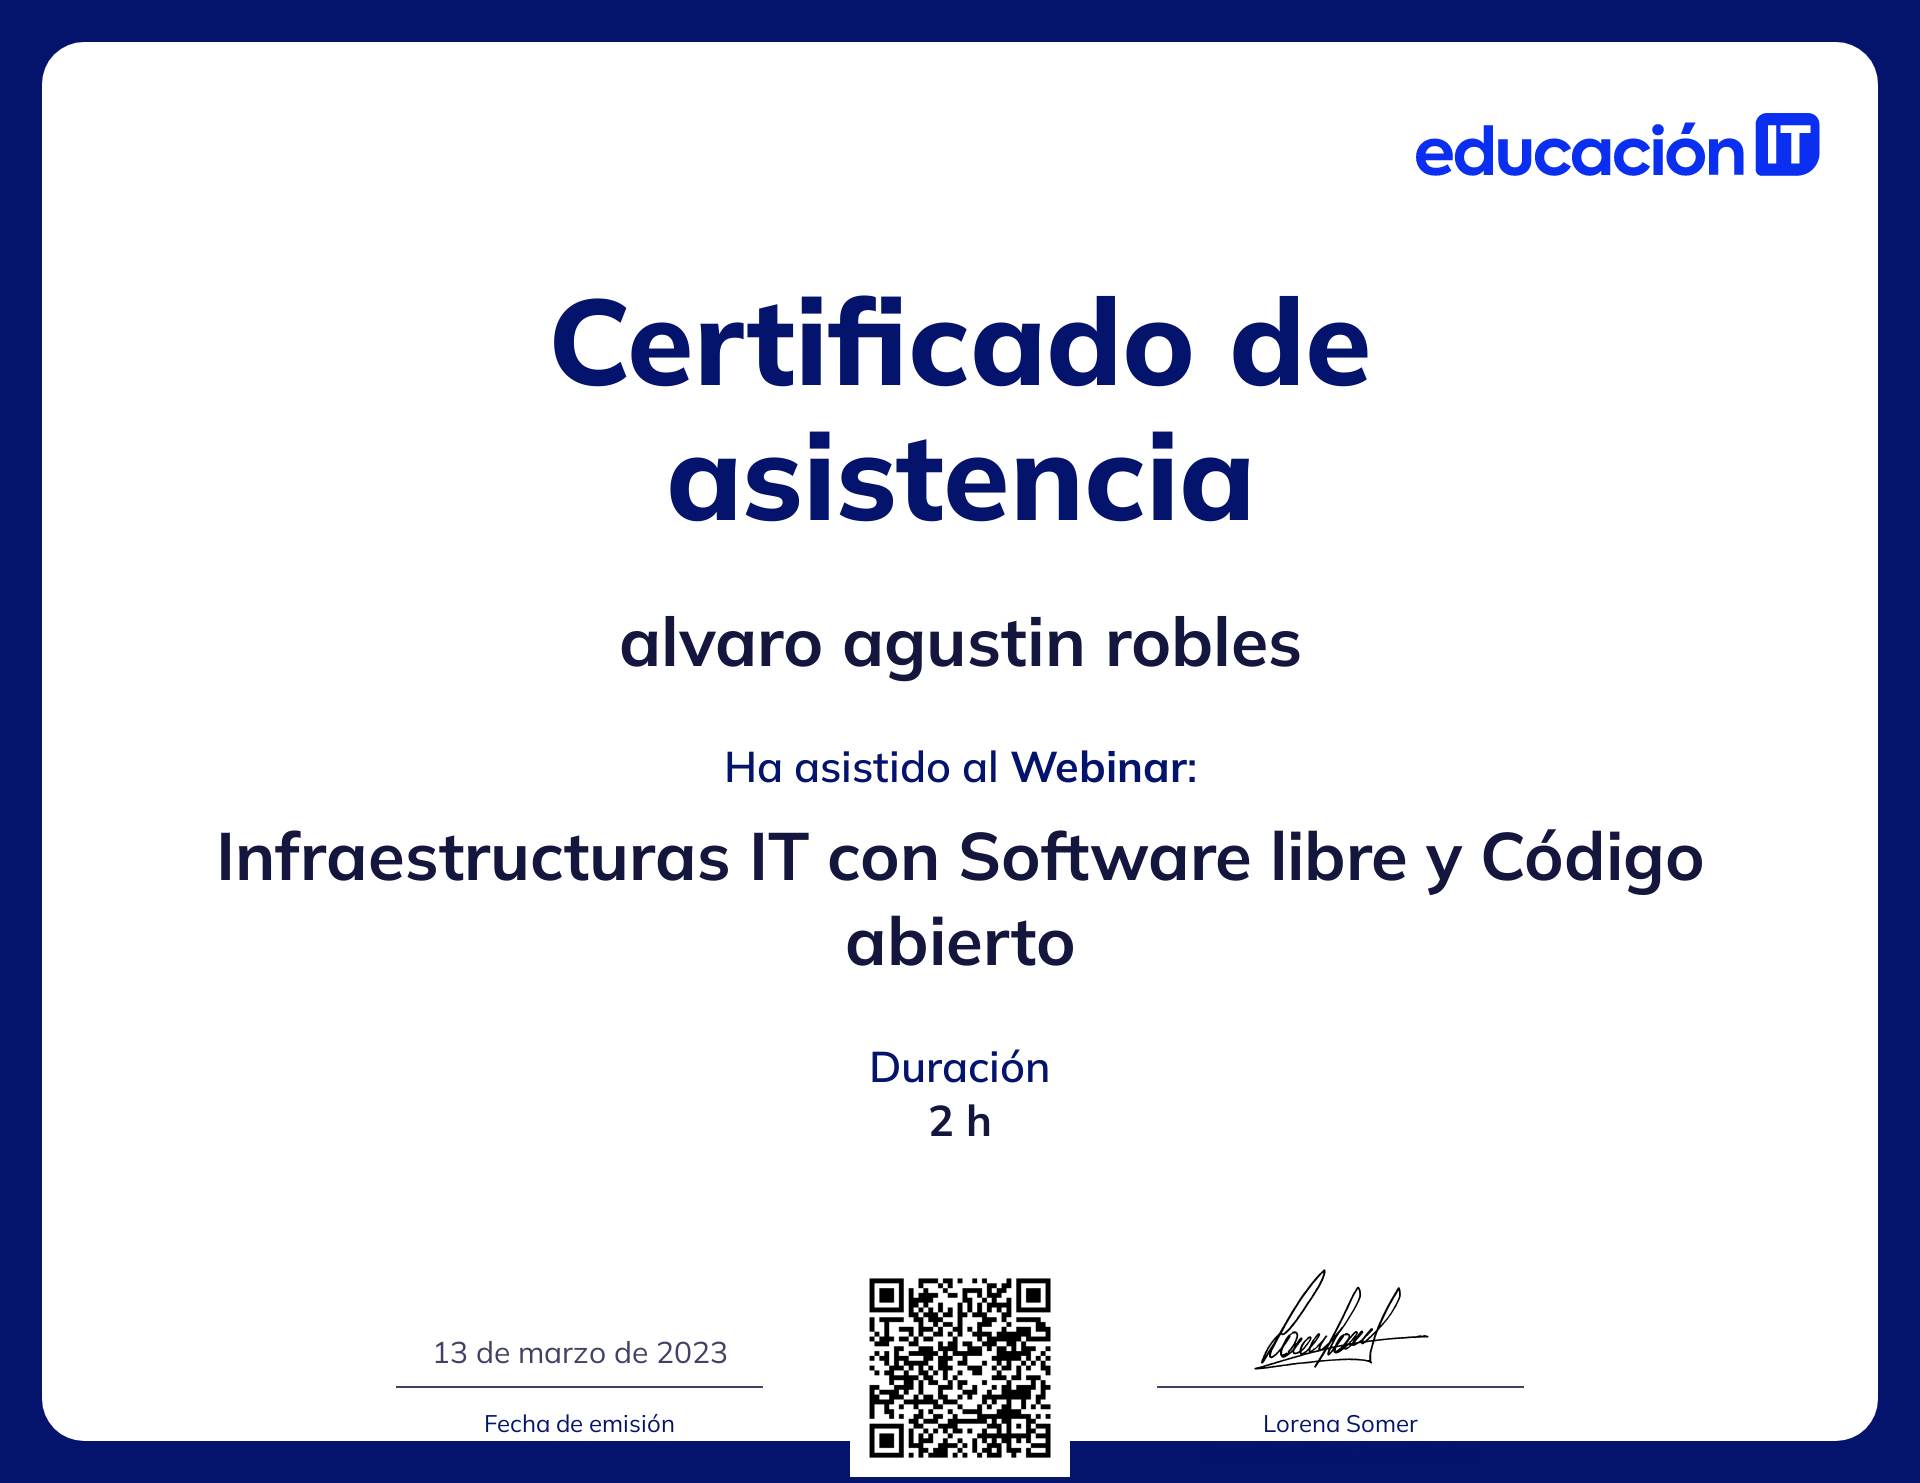 educación IT
Certificado de
asistencia
alvaro agustin robles
Ha asistido al Webinar:
Infraestructuras IT con Software libre y Código
abierto
Duración
2 h
13 de marzo de 2023
Fecha de emisión
Lorena Somer